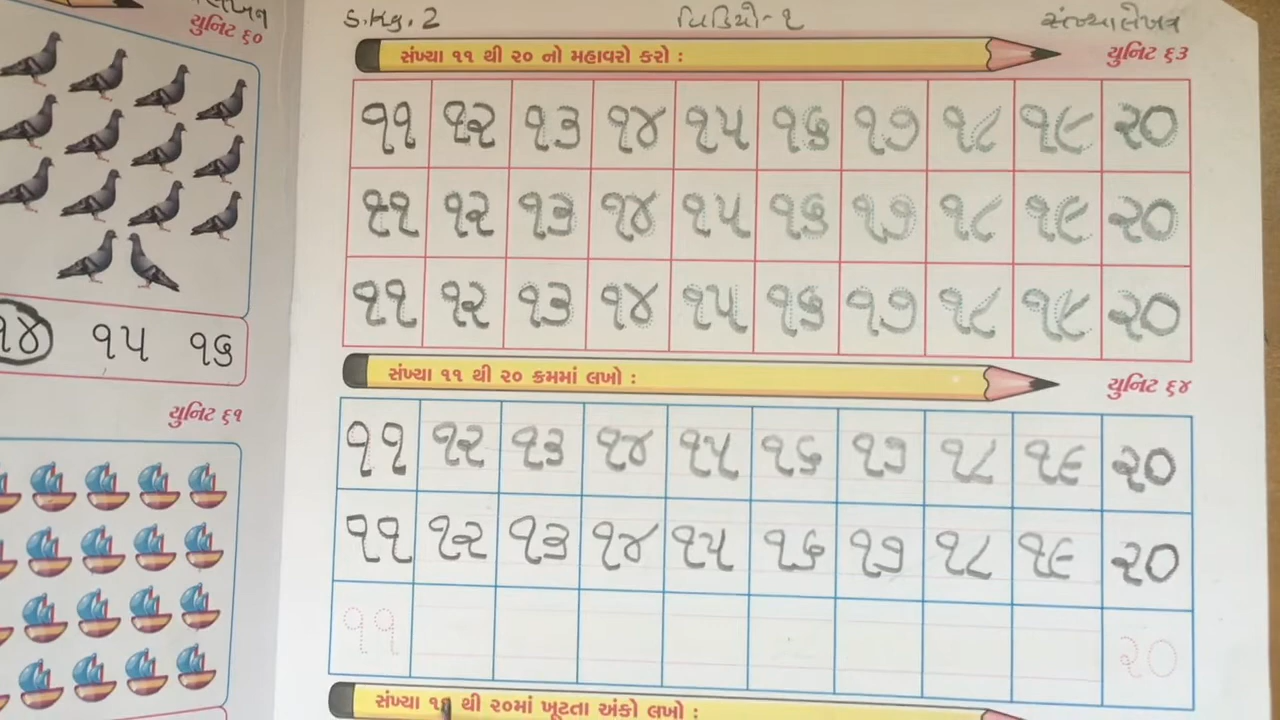 લેખન
યુનિટ ૬૦
૧૪ ૧૫ ૧૬
યુનિટ ૬૧
S.Kg. 2 વિડિયો-૧ સંખ્યાલેખન
સંખ્યા ૧૧ થી ૨૦ નો મહાવરો કરો : યુનિટ ૬૩
૧૧ ૧૨ ૧૩ ૧૪ ૧૫ ૧૬ ૧૭ ૧૮ ૧૯ ૨૦
૧૧ ૧૨ ૧૩ ૧૪ ૧૫ ૧૬ ૧૭ ૧૮ ૧૯ ૨૦
૧૧ ૧૨ ૧૩ ૧૪ ૧૫ ૧૬ ૧૭ ૧૮ ૧૯ ૨૦
સંખ્યા ૧૧ થી ૨૦ ક્રમમાં લખો : યુનિટ ૬૪
૧૧ ૧૨ ૧૩ ૧૪ ૧૫ ૧૬ ૧૭ ૧૮ ૧૯ ૨૦
૧૧ ૧૨ ૧૩ ૧૪ ૧૫ ૧૬ ૧૭ ૧૮ ૧૯ ૨૦
૧૧ ૨૦
સંખ્યા ૧૧ થી ૨૦માં ખૂટતા અંકો લખો :